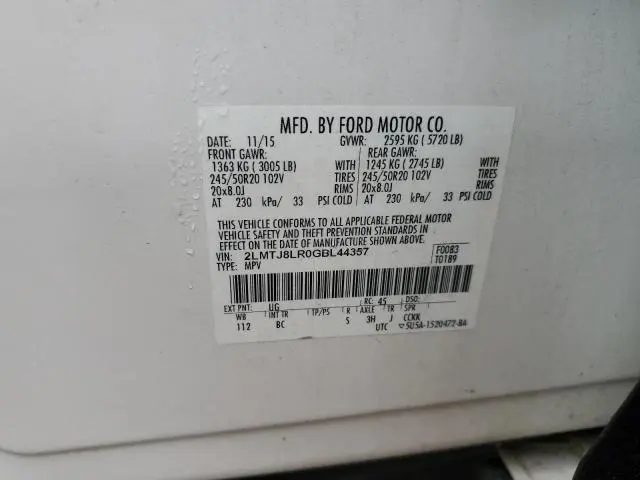 MFD. BY FORD MOTOR CO.
DATE: 11/15 GVWR: 2595 KG ( 5720 LB)
FRONT GAWR: REAR GAWR:
1363 KG ( 3005 LB) WITH 1245 KG ( 2745 LB) WITH
245/50R20 102V TIRES 245/50R20 102V TIRES
20x8.0J RIMS 20x8.0J RIMS
AT 230 kPa/ 33 PSI COLD AT 230 kPa/ 33 PSI COLD
THIS VEHICLE CONFORMS TO ALL APPLICABLE FEDERAL MOTOR
VEHICLE SAFETY AND THEFT PREVENTION STANDARDS IN
EFFECT ON THE DATE OF MANUFACTURE SHOWN ABOVE.
VIN: 2LMTJ8LR0GBL44357 F0083
TYPE: MPV T0189
EXT PNT: UG RC: 45 DSO:
WB INT TR TP/PS R AXLE TR SPR
112 BC S 3H J CCKK
UTC 5U5A-1520472-BA